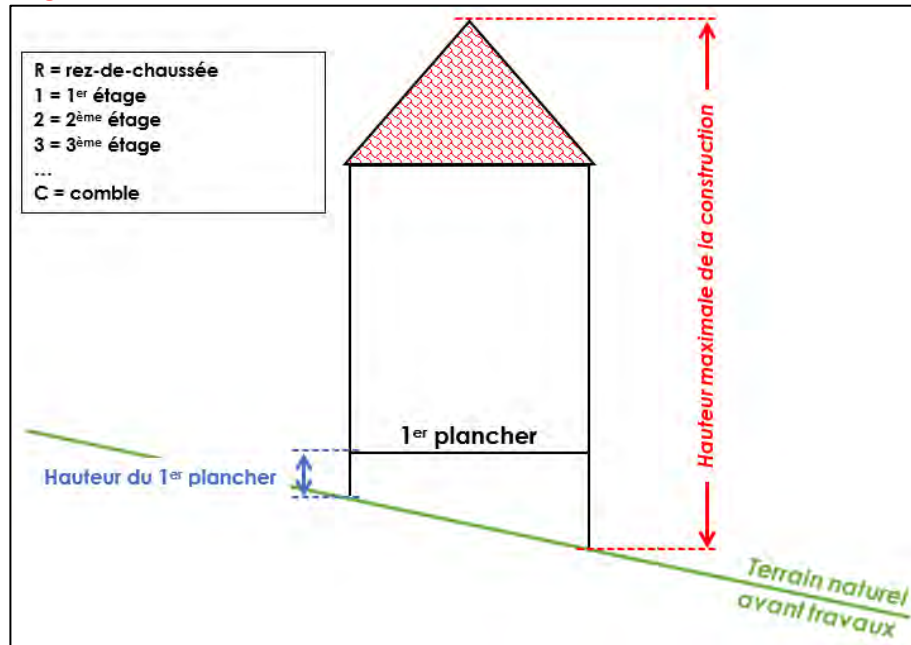 R = rez-de-chaussée
1 = 1er étage
2 = 2ème étage
3 = 3ème étage
...
C = comble
Hauteur maximale de la construction
1er plancher
Hauteur du 1er plancher
Terrain naturel
avant travaux